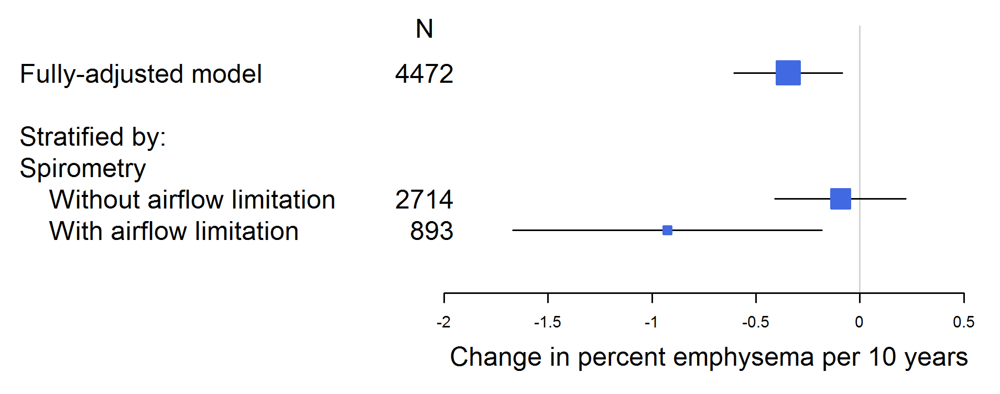 N
Fully-adjusted model 4472
Stratified by:
Spirometry
Without airflow limitation 2714
With airflow limitation 893
-2 -1.5 -1 -0.5 0 0.5
Change in percent emphysema per 10 years